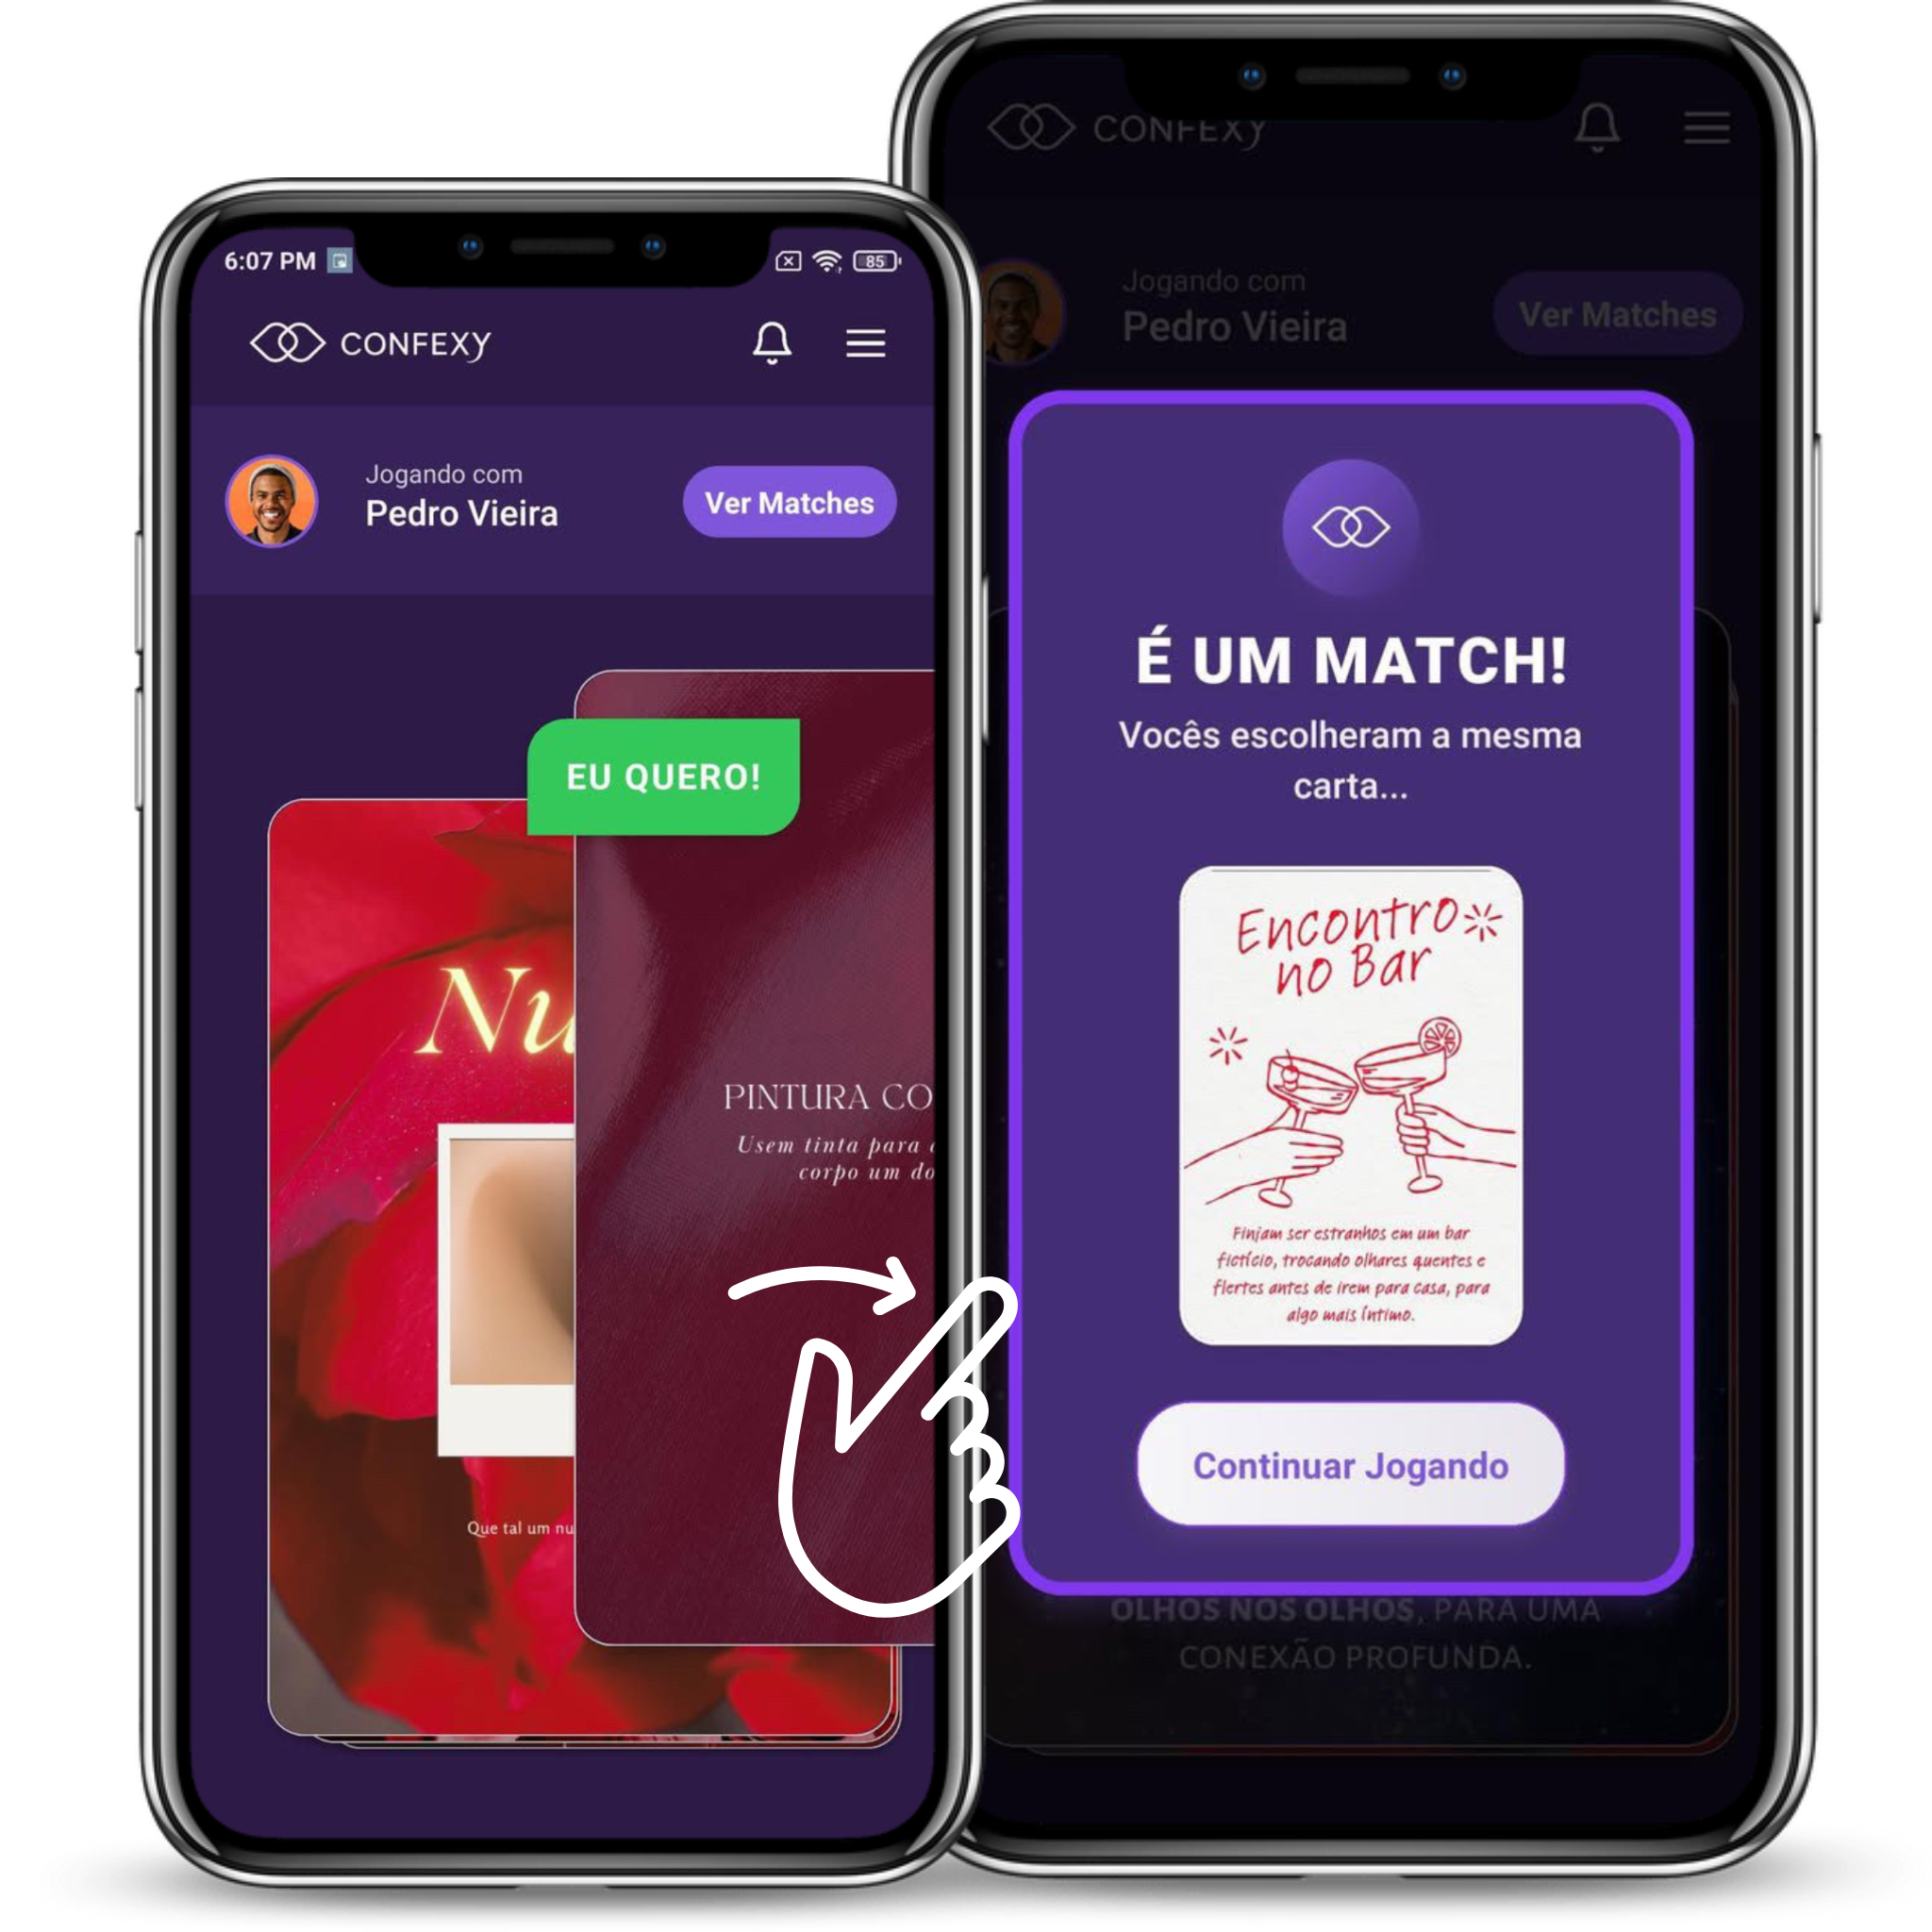 6:07 PM
85
CONFEXY
Jogando com
Pedro Vieira
Ver Matches
EU QUERO!
Nu
PINTURA CO
Usem tinta para
corpo um do
Que tal um nu
CONFEXY
Jogando com
Pedro Vieira
Ver Matches
É UM MATCH!
Vocês escolheram a mesma
carta...
Encontro
no Bar
Finjam ser estranhos em um bar
fictício, trocando olhares quentes e
flertes antes de irem para casa, para
algo mais íntimo.
Continuar Jogando
OLHOS NOS OLHOS, PARA UMA
CONEXÃO PROFUNDA.